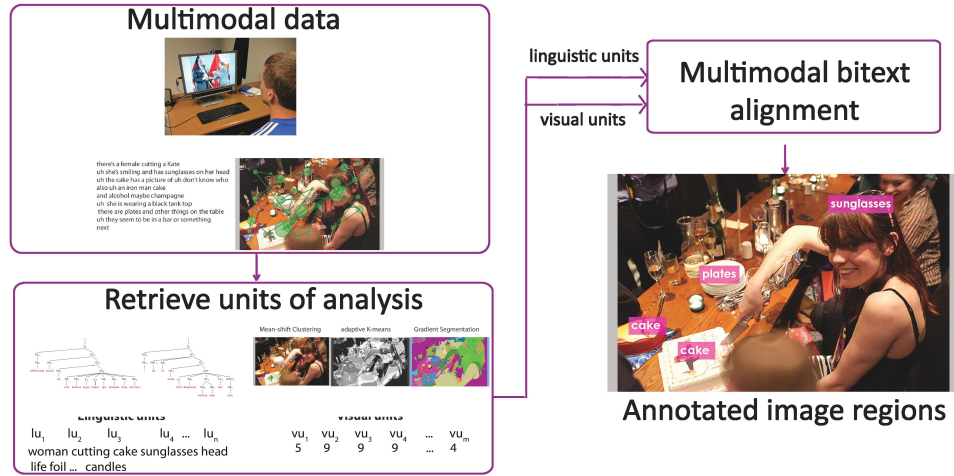 Multimodal data
there's a female cutting a Kate
uh she's smiling and has sunglasses on her head
uh the cake has a picture of uh don't know who
also uh an iron man cake
and alcohol maybe champagne
uh she is wearing a black tank top
there are plates and other things on the table
uh they seem to be in a bar or something
next
Retrieve units of analysis
Mean-sihift Clustering
adaptive K-means
Gradient Segmentation
Linguistic units
visual units
lu1 lu2 lu3 lu4 ... lun
woman cutting cake sunglasses head
life foil ... candles
vu1 vu2 vu3 vu4 ... vum
5 9 9 9 ... 4
linguistic units
visual units
Multimodal bitext
alignment
sunglasses
plates
cake
cake
Annotated image regions